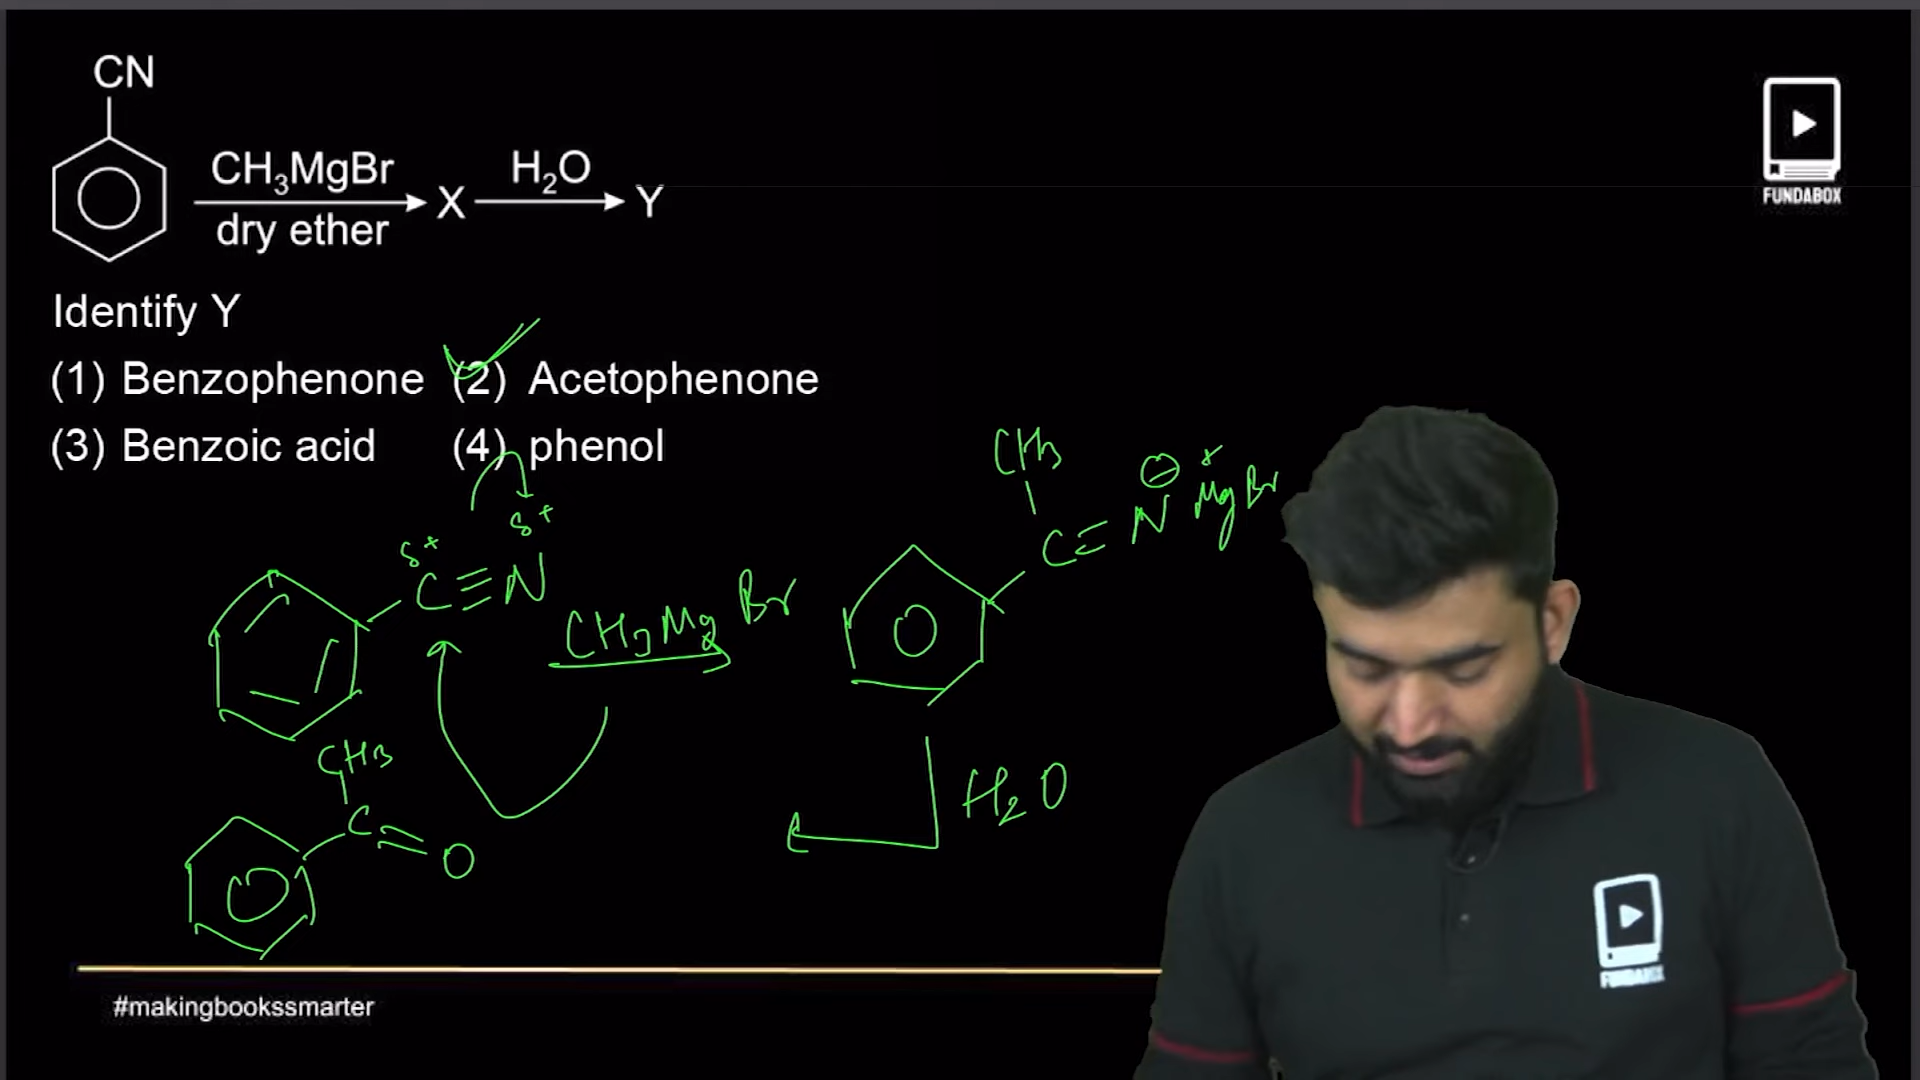 CN
CH₃MgBr
dry ether
X
H₂O
Y
FUNDABOX
Identify Y
(1) Benzophenone (2) Acetophenone
(3) Benzoic acid (4) phenol
CH₃
C=N ⊖ + MgBr
δ+ δ+
C≡N
CH₃MgBr
H₂O
CH₃
C=O
FUNDABOX
#makingbookssmarter